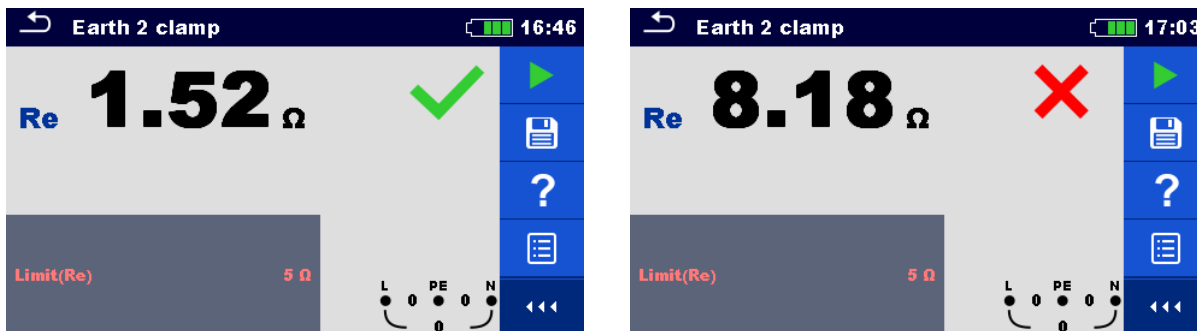 Earth 2 clamp 16:46
Re 1.52 Ω
?
Limit(Re) 5 Ω
L PE N
0 0
0
Earth 2 clamp 17:03
Re 8.18 Ω
?
Limit(Re) 5 Ω
L PE N
0 0
0